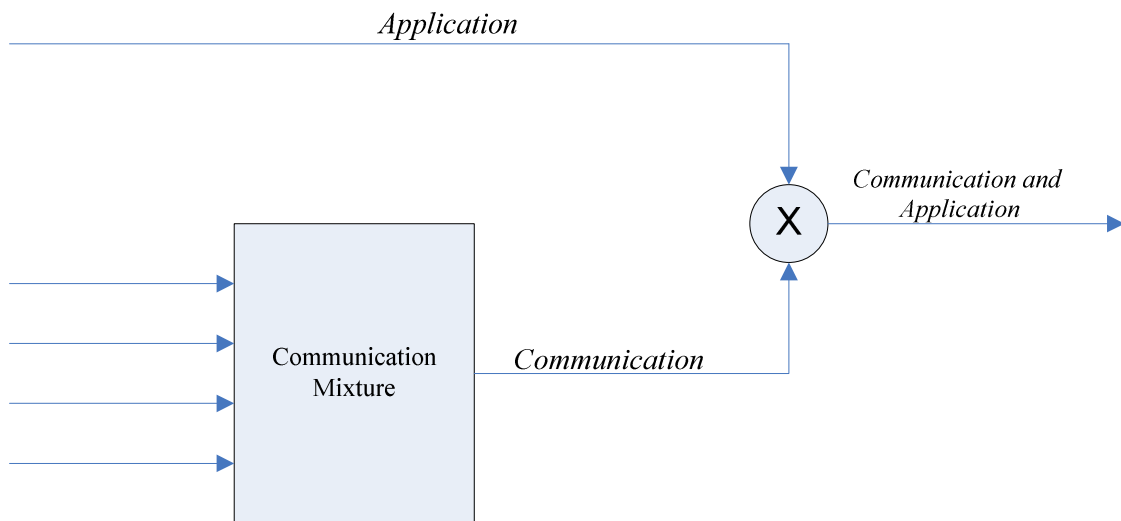 Application
Communication and
Application
X
Communication
Mixture
Communication